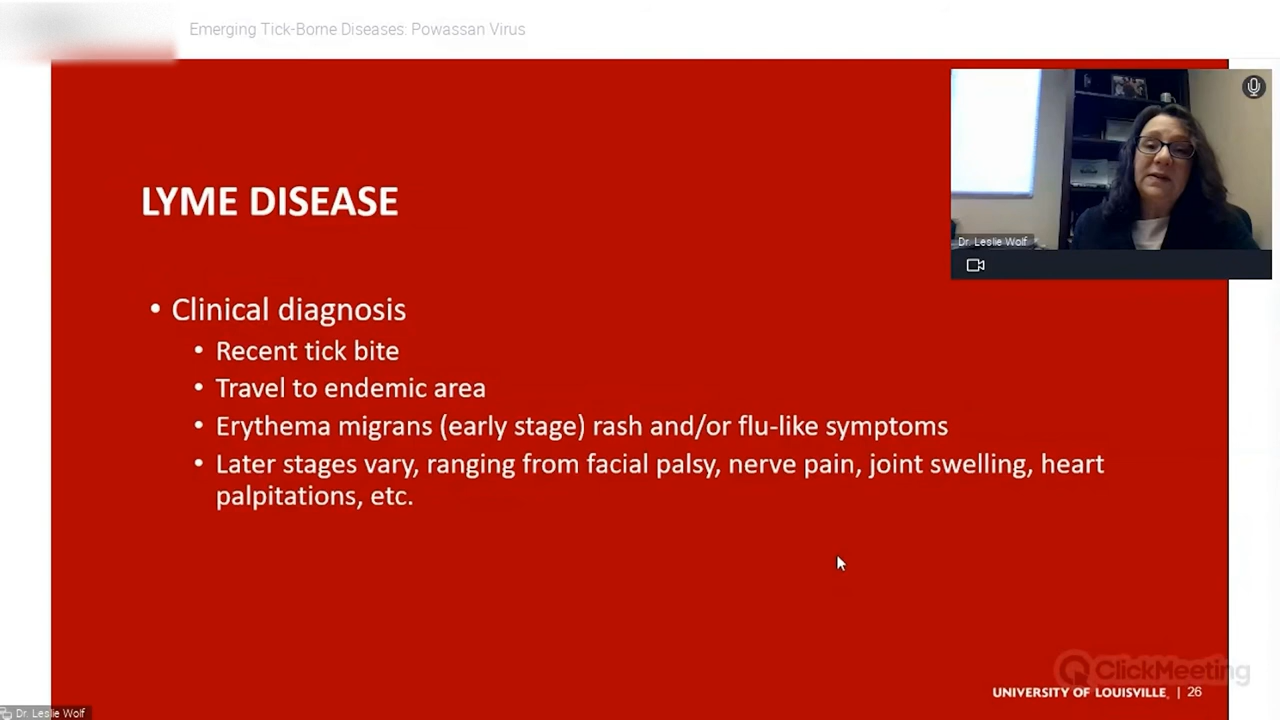 Emerging Tick-Borne Diseases: Powassan Virus
Dr. Leslie Wolf
LYME DISEASE
• Clinical diagnosis
• Recent tick bite
• Travel to endemic area
• Erythema migrans (early stage) rash and/or flu-like symptoms
• Later stages vary, ranging from facial palsy, nerve pain, joint swelling, heart
palpitations, etc.
ClickMeeting
UNIVERSITY OF LOUISVILLE. | 26
Dr. Leslie Wolf